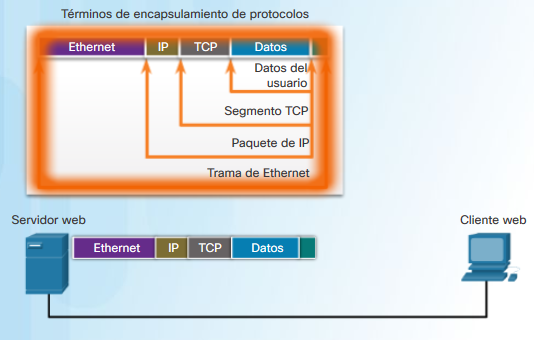 Términos de encapsulamiento de protocolos
Ethernet IP TCP Datos
Datos del
usuario
Segmento TCP
Paquete de IP
Trama de Ethernet
Servidor web
Cliente web
Ethernet IP TCP Datos